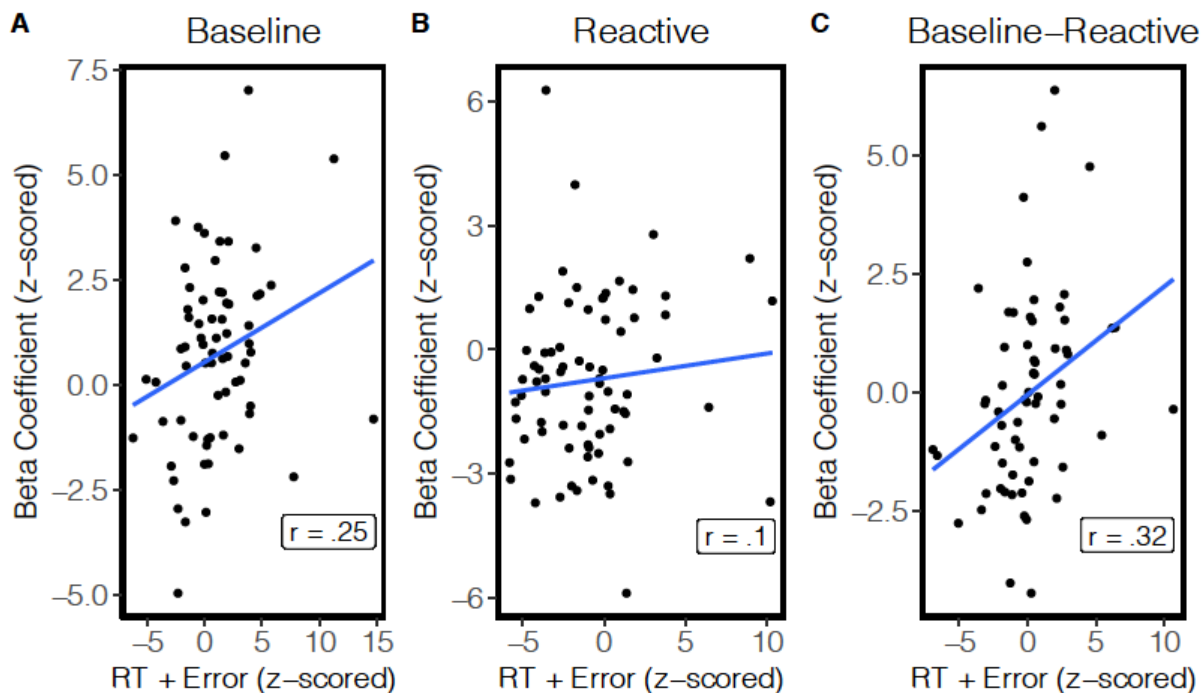 A
Baseline
7.5
5.0
2.5
0.0
−2.5
−5.0
Beta Coefficient (z−scored)
r = .25
−5 0 5 10 15
RT + Error (z−scored)
B
Reactive
6
3
0
−3
−6
Beta Coefficient (z−scored)
r = .1
−5 0 5 10
RT + Error (z−scored)
C
Baseline−Reactive
5.0
2.5
0.0
−2.5
Beta Coefficient (z−scored)
r = .32
−5 0 5 10
RT + Error (z−scored)